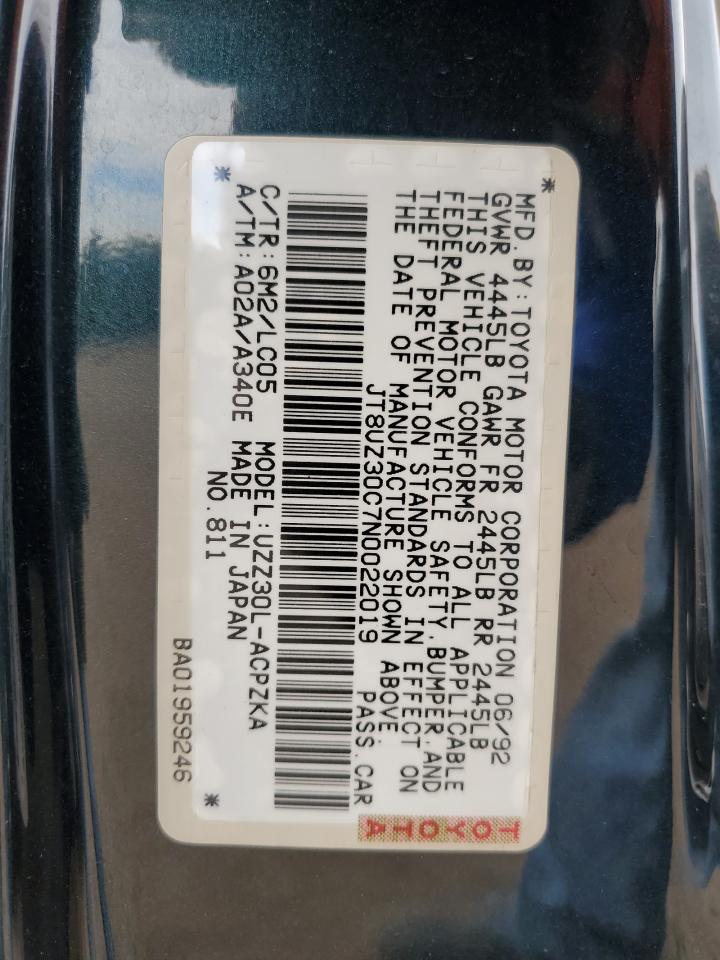 MFD.BY:TOYOTA MOTOR CORPORATION 06/92
GVWR 4445LB GAWR FR 2445LB RR 2445LB
THIS VEHICLE CONFORMS TO ALL APPLICABLE
FEDERAL MOTOR VEHICLE SAFETY.BUMPER.AND
THEFT PREVENTION STANDARDS IN EFFECT ON
THE DATE OF MANUFACTURE SHOWN ABOVE.
JT8UZ30C7N0022019 PASS.CAR
C/TR:6M2/LC05 MODEL:UZZ30L-ACPZKA
A/TM:A02A/A340E MADE IN JAPAN
NO.811
BA01959246
TOYOTA